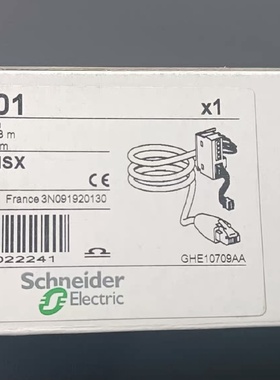 01
x1
3 m
m
ISX
CE
France 3N091920130
022241
Schneider
Electric
GHE10709AA